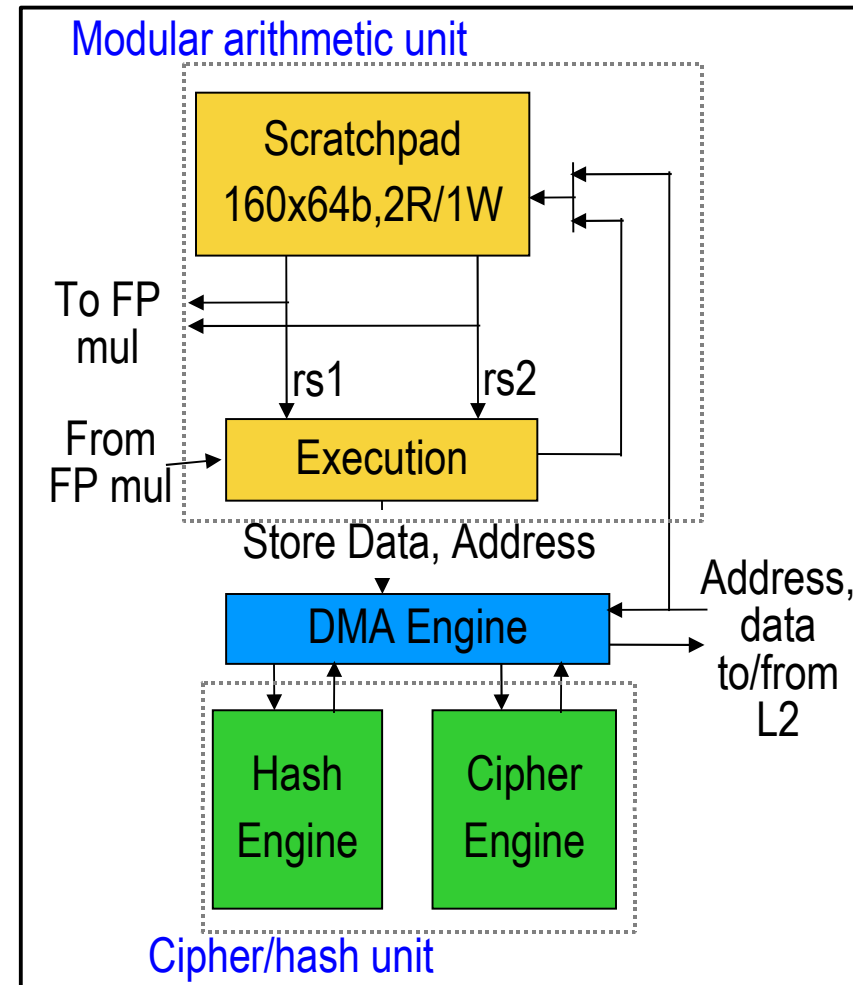 Modular arithmetic unit
Scratchpad
160x64b,2R/1W
To FP
mul
rs1
rs2
From
FP mul
Execution
Store Data, Address
Address,
data
to/from
L2
DMA Engine
Hash
Engine
Cipher
Engine
Cipher/hash unit